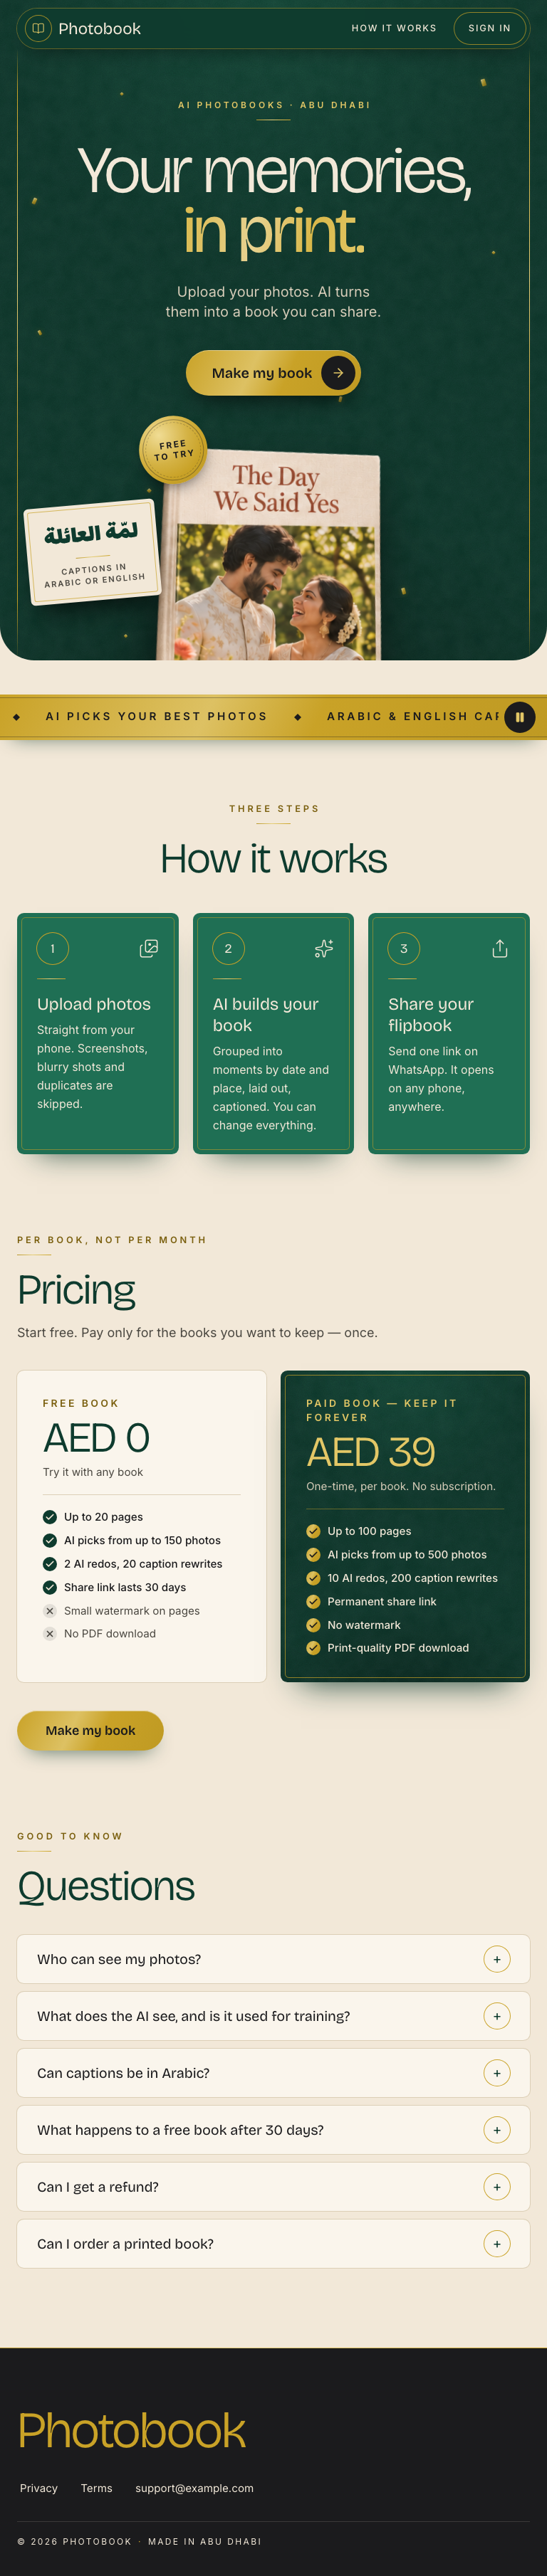 Photobook
HOW IT WORKS
SIGN IN
AI PHOTOBOOKS · ABU DHABI
Your memories,
in print.
Upload your photos. AI turns
them into a book you can share.
Make my book
FREE
TO TRY
The Day
We Said Yes
لمّة العائلة
CAPTIONS IN
ARABIC OR ENGLISH
AI PICKS YOUR BEST PHOTOS
ARABIC & ENGLISH
THREE STEPS
How it works
1
Upload photos
Straight from your
phone. Screenshots,
blurry shots and
duplicates are
skipped.
2
AI builds your
book
Grouped into
moments by date and
place, laid out,
captioned. You can
change everything.
3
Share your
flipbook
Send one link on
WhatsApp. It opens
on any phone,
anywhere.
PER BOOK, NOT PER MONTH
Pricing
Start free. Pay only for the books you want to keep — once.
FREE BOOK
AED 0
Try it with any book
Up to 20 pages
AI picks from up to 150 photos
2 AI redos, 20 caption rewrites
Share link lasts 30 days
Small watermark on pages
No PDF download
PAID BOOK — KEEP IT
FOREVER
AED 39
One-time, per book. No subscription.
Up to 100 pages
AI picks from up to 500 photos
10 AI redos, 200 caption rewrites
Permanent share link
No watermark
Print-quality PDF download
Make my book
GOOD TO KNOW
Questions
Who can see my photos?
What does the AI see, and is it used for training?
Can captions be in Arabic?
What happens to a free book after 30 days?
Can I get a refund?
Can I order a printed book?
Photobook
Privacy
Terms
support@example.com
© 2026 PHOTOBOOK · MADE IN ABU DHABI